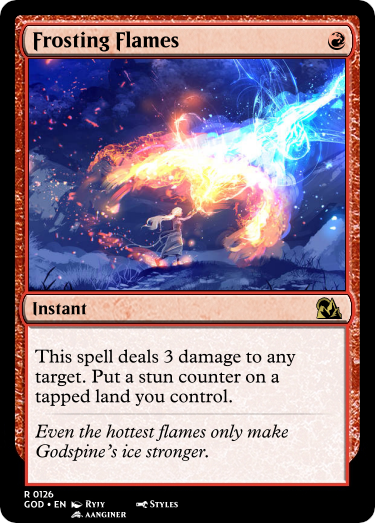 Frosting Flames
Instant
This spell deals 3 damage to any
target. Put a stun counter on a
tapped land you control.
Even the hottest flames only make
Godspine's ice stronger.
R 0126
GOD • EN Ryjy Styles
AANGINER